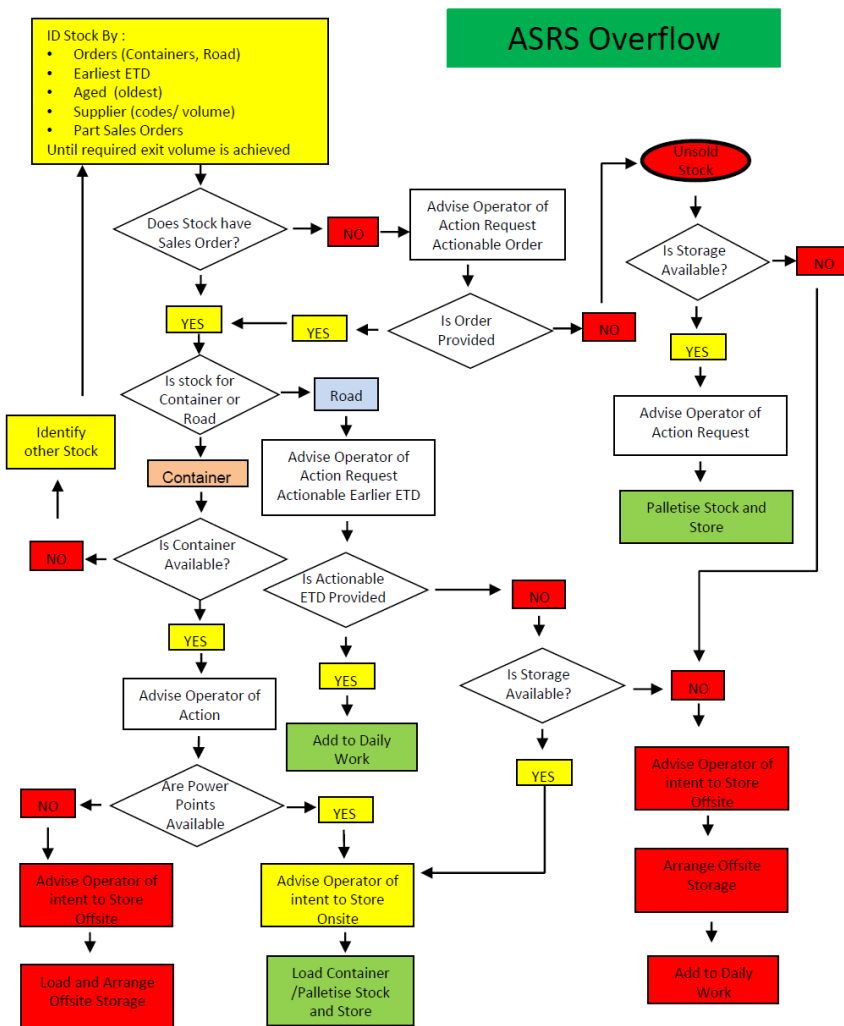 ASRS Overflow
ID Stock By :
• Orders (Containers, Road)
• Earliest ETD
• Aged (oldest)
• Supplier (codes/ volume)
• Part Sales Orders
Until required exit volume is achieved
Unsold
Stock
Does Stock have
Sales Order?
NO
Advise Operator of
Action Request
Actionable Order
Is Storage
Available?
NO
YES
YES
Is Order
Provided
NO
YES
Is stock for
Container or
Road
Road
Advise Operator of
Action Request
Identify
other Stock
Container
Advise Operator of
Action Request
Actionable Earlier ETD
Palletise Stock and
Store
NO
Is Container
Available?
Is Actionable
ETD Provided
NO
YES
YES
Is Storage
Available?
NO
Advise Operator of
Action
Add to Daily
Work
YES
Advise Operator of
intent to Store
Offsite
NO
Are Power
Points
Available
YES
Advise Operator of
intent to Store
Offsite
Advise Operator of
intent to Store
Onsite
Arrange Offsite
Storage
Load and Arrange
Offsite Storage
Load Container
/Palletise Stock
and Store
Add to Daily
Work